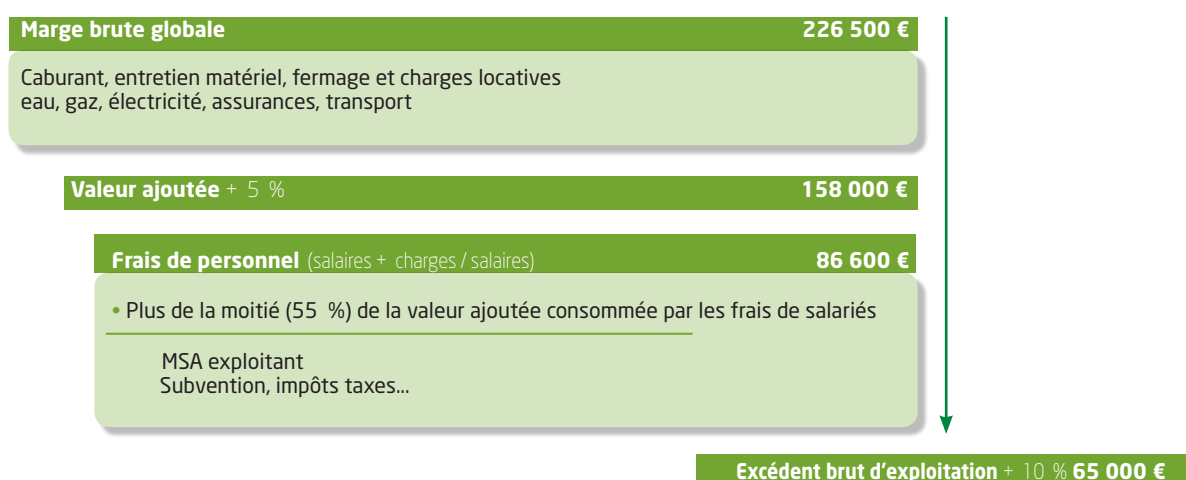 Marge brute globale 226 500 €
Caburant, entretien matériel, fermage et charges locatives
eau, gaz, électricité, assurances, transport
Valeur ajoutée + 5 % 158 000 €
Frais de personnel (salaires + charges / salaires) 86 600 €
• Plus de la moitié (55 %) de la valeur ajoutée consommée par les frais de salariés
MSA exploitant
Subvention, impôts taxes...
Excédent brut d'exploitation + 10 % 65 000 €